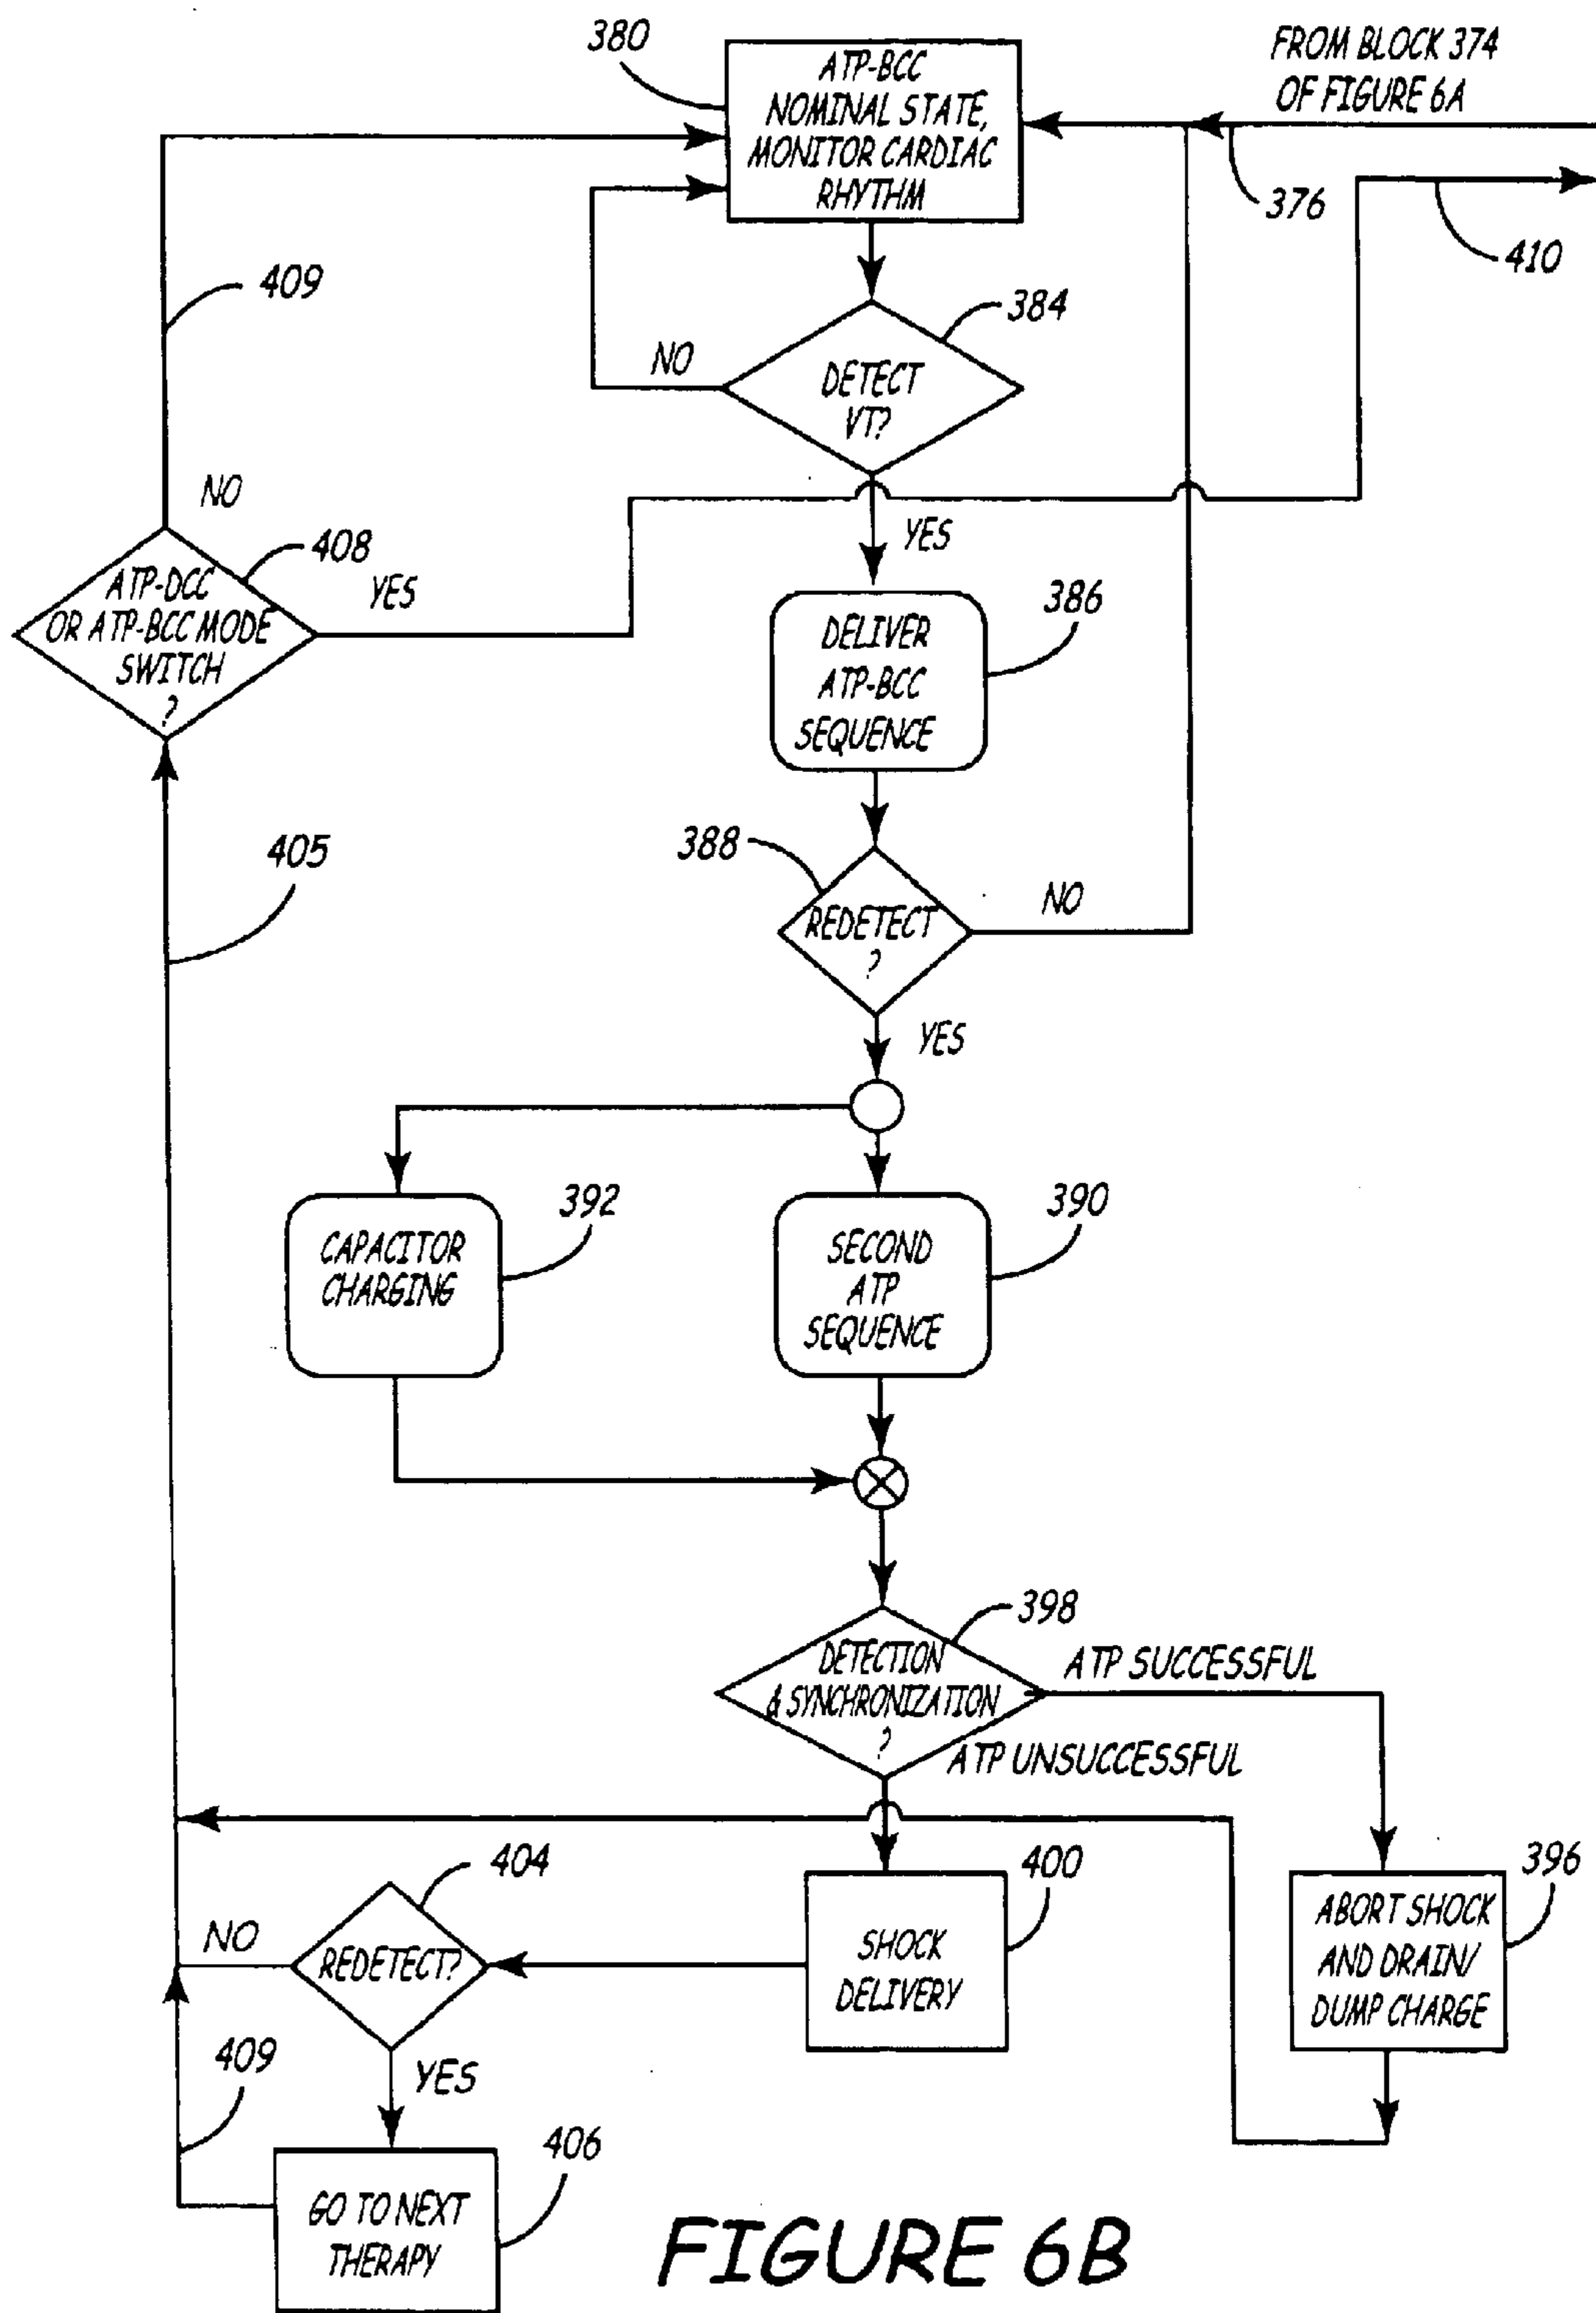 380
ATP-BCC
NOMINAL STATE,
MONITOR CARDIAC
RHYTHM
FROM BLOCK 374
OF FIGURE 6A
376
410
409
384
NO
DETECT
VT?
NO
408
YES
YES
ATP-DCC
OR ATP-BCC MODE
SWITCH
?
386
DELIVER
ATP-BCC
SEQUENCE
388
405
NO
REDETECT
?
YES
392
390
CAPACITOR
CHARGING
SECOND
ATP
SEQUENCE
398
DETECTION
& SYNCHRONIZATION
?
ATP SUCCESSFUL
ATP UNSUCCESSFUL
404
400
396
NO
REDETECT?
SHOCK
DELIVERY
ABORT SHOCK
AND DRAIN/
DUMP CHARGE
409
YES
406
GO TO NEXT
THERAPY
FIGURE 6B